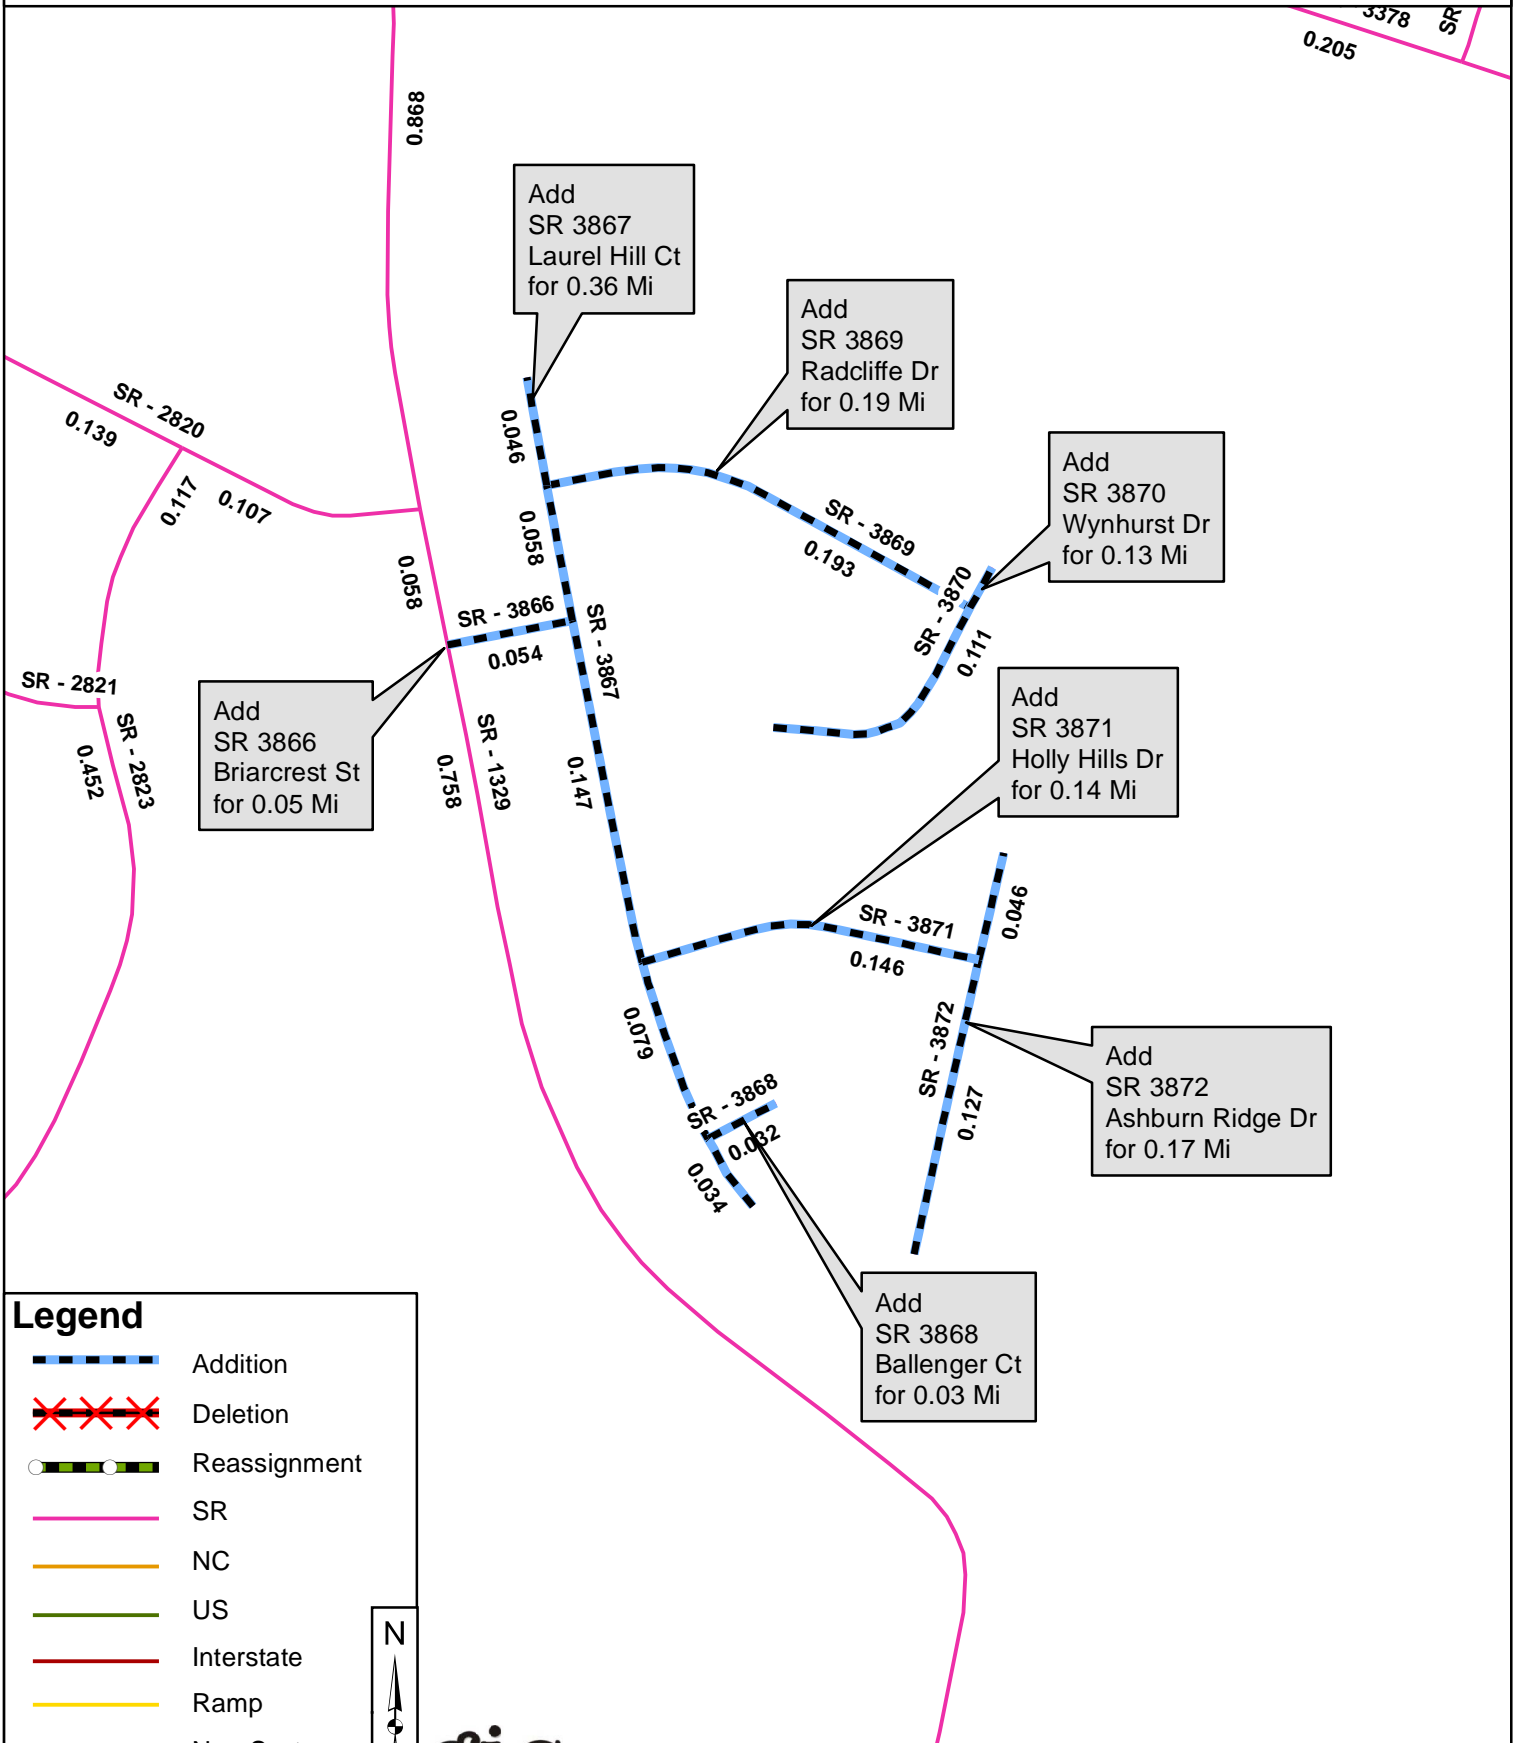 3378
SR
0.205
0.868
Add
SR 3867
Laurel Hill Ct
for 0.36 Mi
Add
SR 3869
Radcliffe Dr
for 0.19 Mi
SR - 2820
0.139
0.046
Add
SR 3870
Wynhurst Dr
for 0.13 Mi
0.117
0.107
0.058
SR - 3869
0.193
0.058
SR - 3866
0.054
SR - 3870
0.111
SR - 3867
SR - 2821
Add
SR 3866
Briarcrest St
for 0.05 Mi
SR - 2823
0.452
SR - 1329
0.758
0.147
Add
SR 3871
Holly Hills Dr
for 0.14 Mi
SR - 3871
0.146
0.046
0.079
SR - 3872
0.127
Add
SR 3872
Ashburn Ridge Dr
for 0.17 Mi
SR - 3868
0.032
0.034
Add
SR 3868
Ballenger Ct
for 0.03 Mi
Legend
Addition
Deletion
Reassignment
SR
NC
US
Interstate
Ramp
N